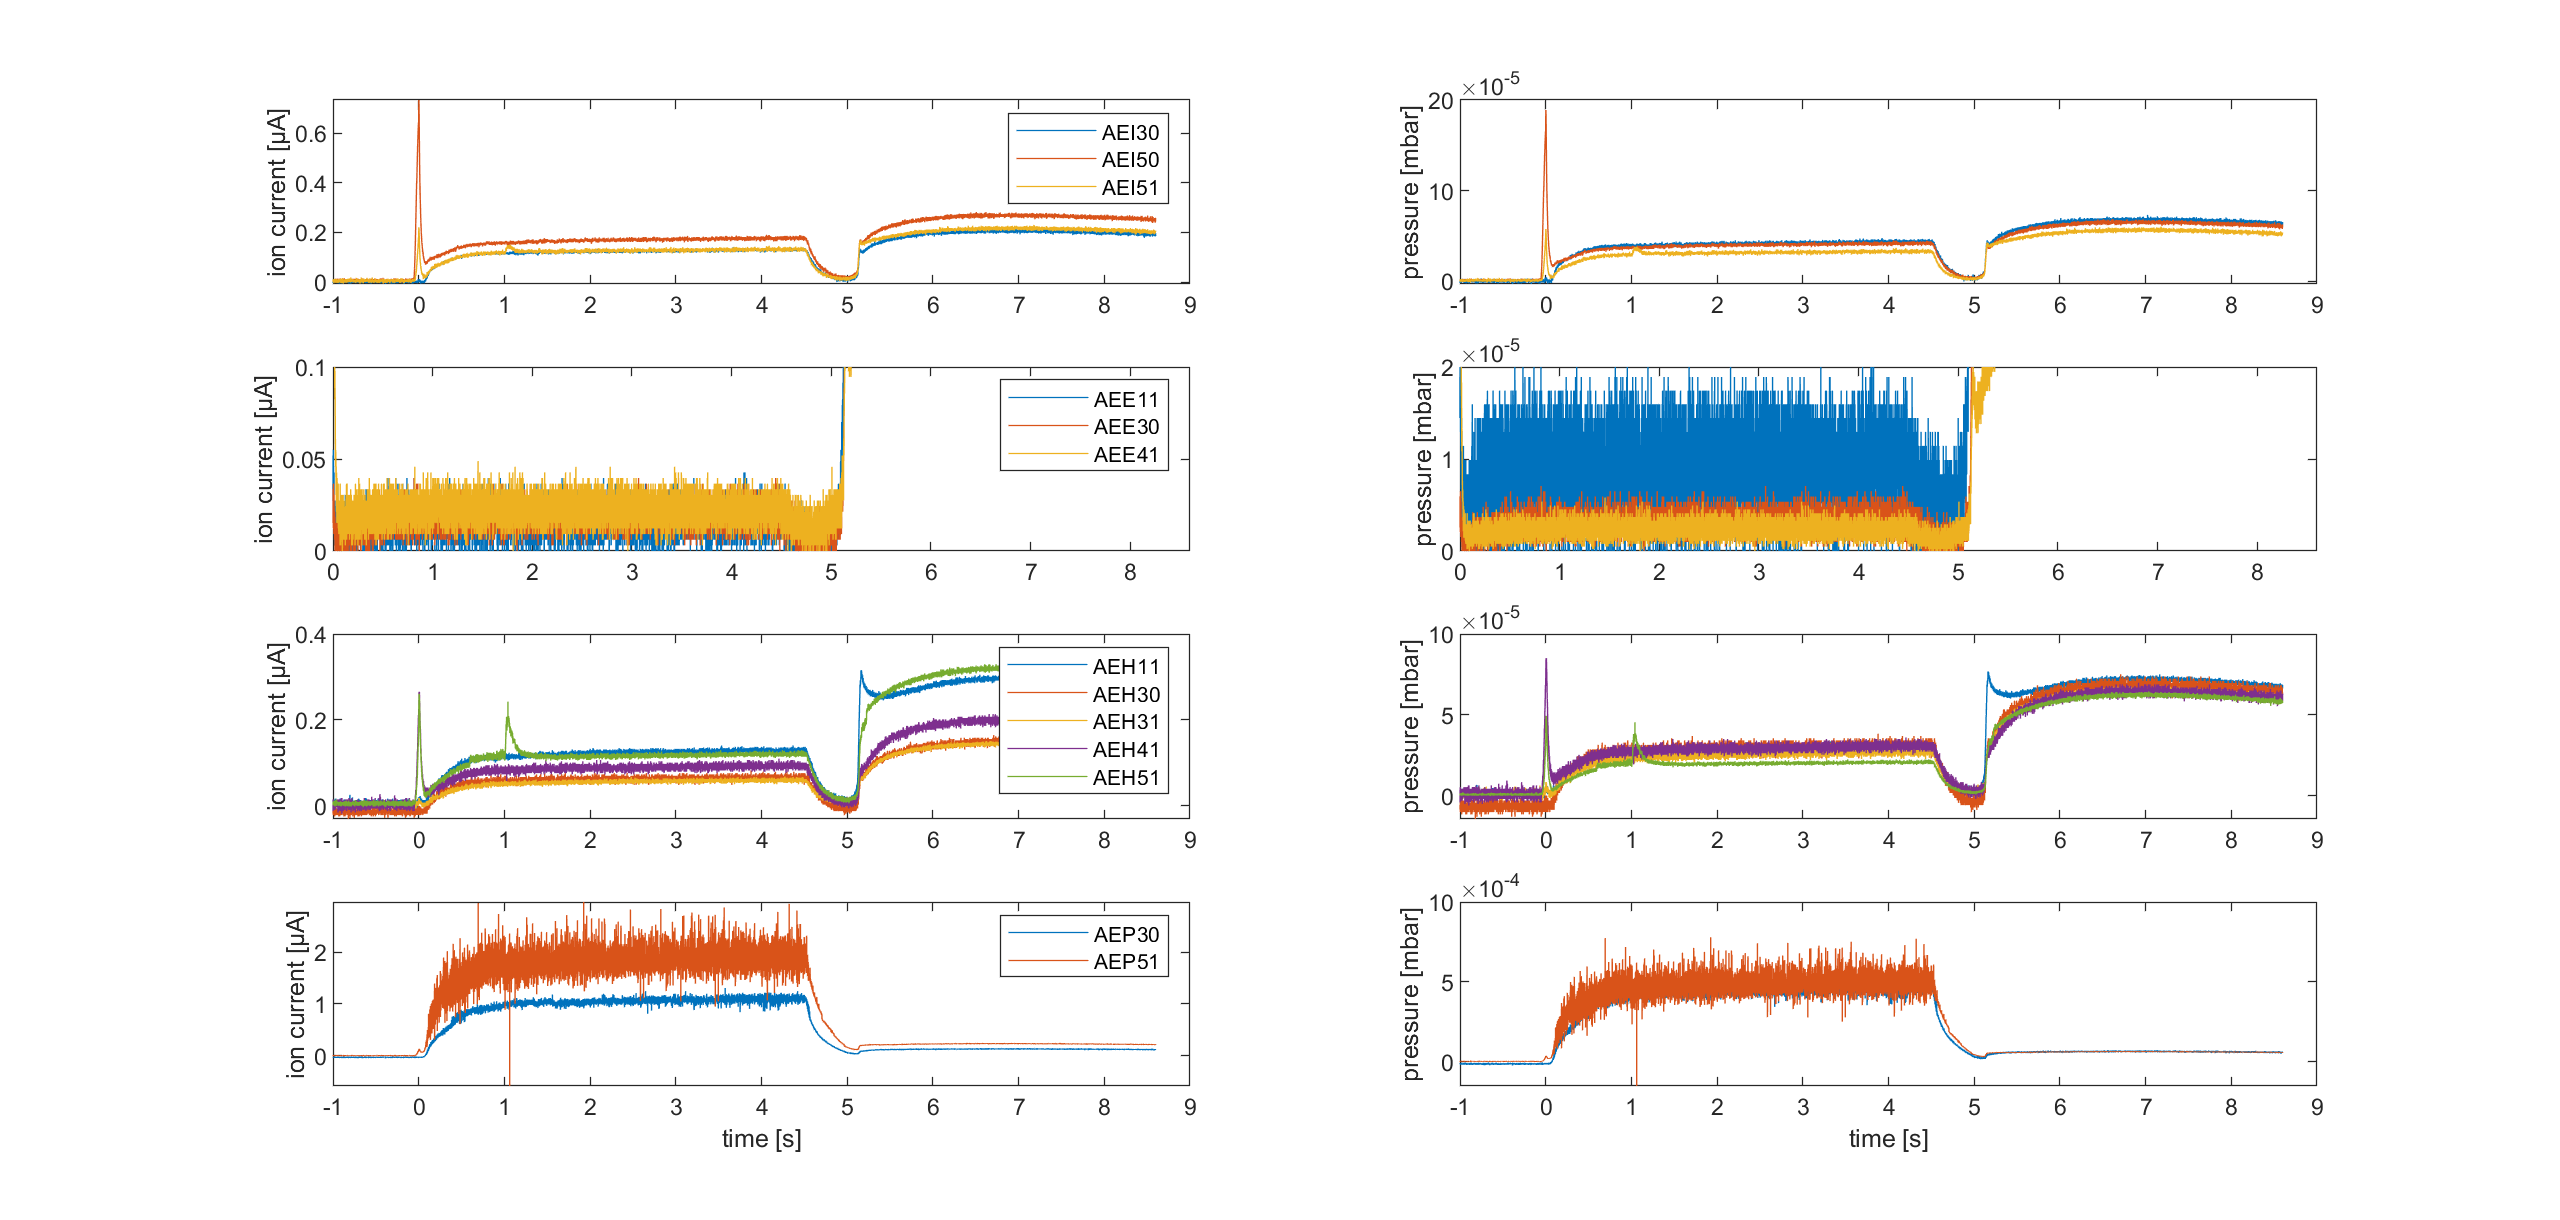 ×10-5
ion current [µA]
0.6
0.4
0.2
0
AEI30
AEI50
AEI51
-1 0 1 2 3 4 5 6 7 8 9
pressure [mbar]
20
10
0
-1 0 1 2 3 4 5 6 7 8 9
ion current [µA]
0.1
0.05
0
AEE11
AEE30
AEE41
0 1 2 3 4 5 6 7 8
×10-5
pressure [mbar]
2
1
0
0 1 2 3 4 5 6 7 8
ion current [µA]
0.4
0.2
0
AEH11
AEH30
AEH31
AEH41
AEH51
-1 0 1 2 3 4 5 6 7 8 9
×10-5
pressure [mbar]
10
5
0
-1 0 1 2 3 4 5 6 7 8 9
ion current [µA]
2
1
0
AEP30
AEP51
-1 0 1 2 3 4 5 6 7 8 9
time [s]
×10-4
pressure [mbar]
10
5
0
-1 0 1 2 3 4 5 6 7 8 9
time [s]